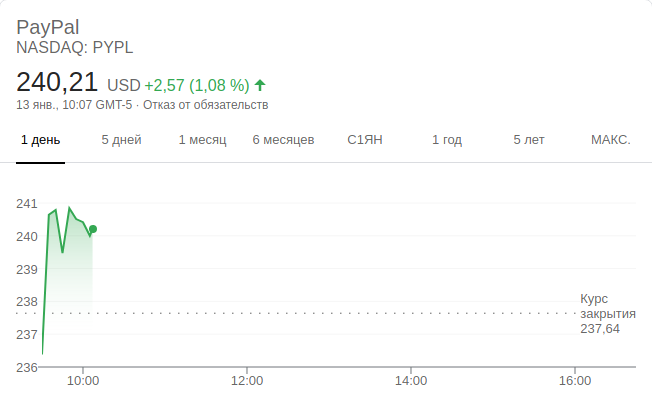 PayPal
NASDAQ: PYPL
240,21 USD +2,57 (1,08 %)
13 янв., 10:07 GMT-5 · Отказ от обязательств
1 день 5 дней 1 месяц 6 месяцев С1ЯН 1 год 5 лет МАКС.
241
240
239
238
237
236
Курс
закрытия
237,64
10:00 12:00 14:00 16:00